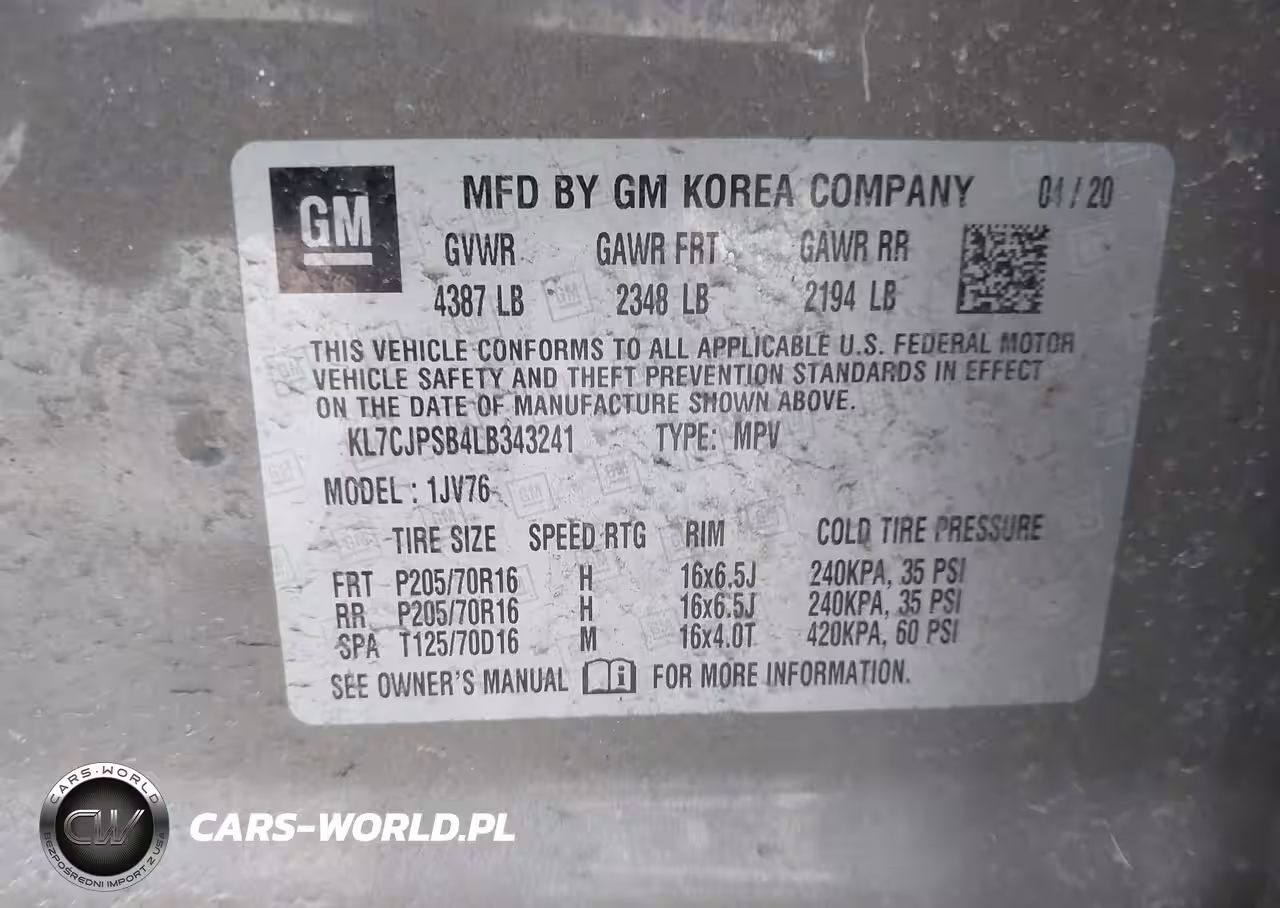 GM
MFD BY GM KOREA COMPANY 04/20
GVWR GAWR FRT GAWR RR
4387 LB 2348 LB 2194 LB
THIS VEHICLE CONFORMS TO ALL APPLICABLE U.S. FEDERAL MOTOR
VEHICLE SAFETY AND THEFT PREVENTION STANDARDS IN EFFECT
ON THE DATE OF MANUFACTURE SHOWN ABOVE.
KL7CJPSB4LB343241 TYPE: MPV
MODEL : 1JV76
TIRE SIZE SPEED RTG RIM COLD TIRE PRESSURE
FRT P205/70R16 H 16x6.5J 240KPA, 35 PSI
RR P205/70R16 H 16x6.5J 240KPA, 35 PSI
SPA T125/70D16 M 16x4.0T 420KPA, 60 PSI
SEE OWNER'S MANUAL i FOR MORE INFORMATION.
CARS-WORLD
CW
BEZPOŚREDNI IMPORT Z USA
CARS-WORLD.PL